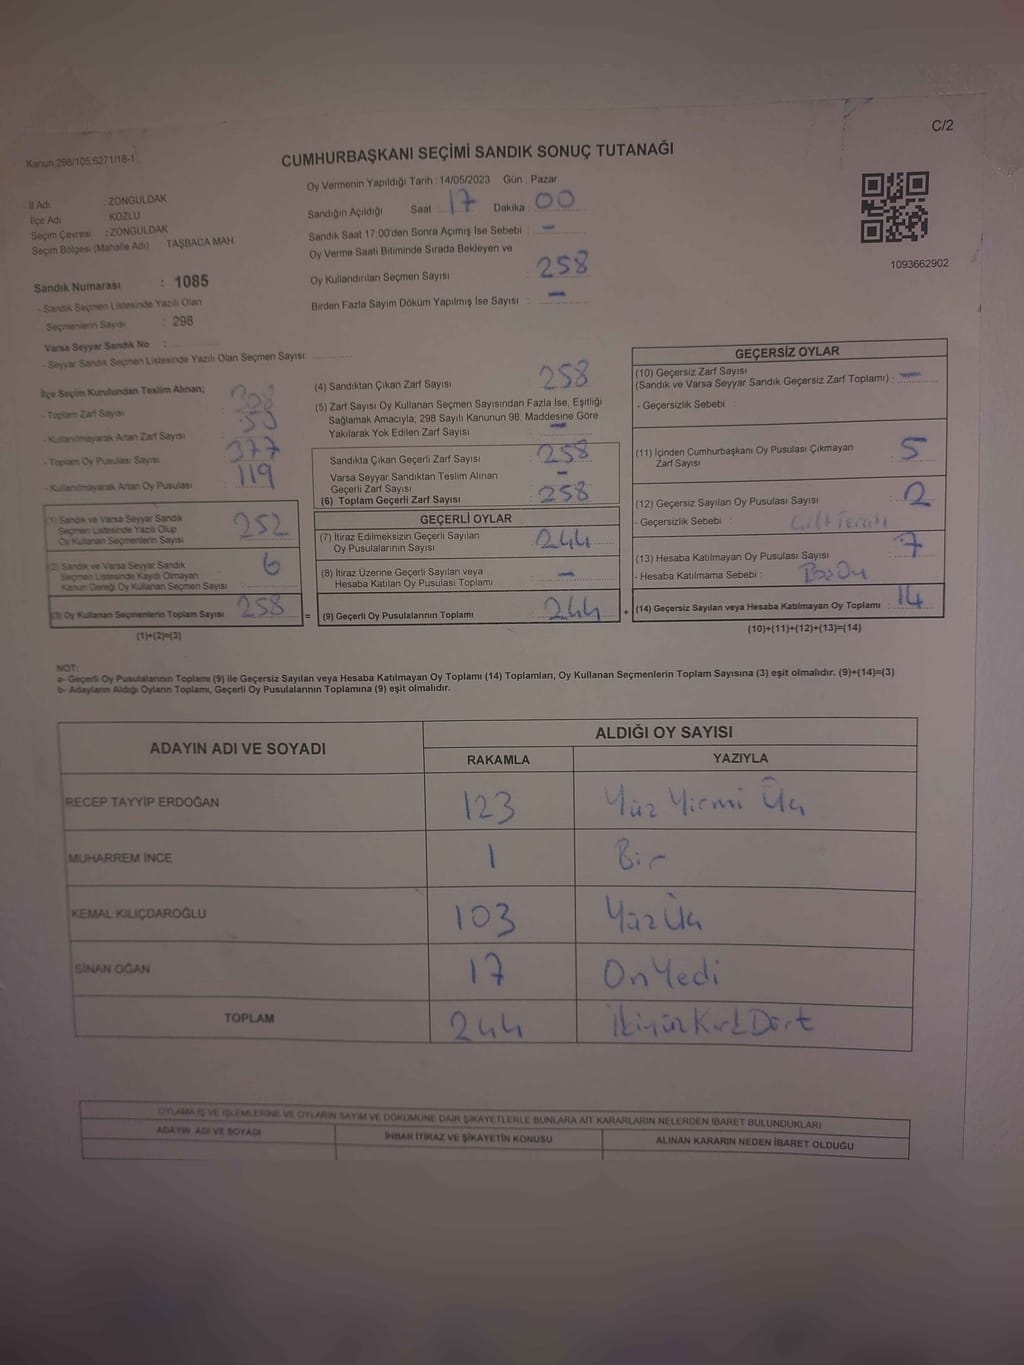 C/2
Kanun:298/105;6271/18-1
CUMHURBAŞKANI SEÇİMİ SANDIK SONUÇ TUTANAĞI
İl Adı : ZONGULDAK
İlçe Adı : KOZLU
Seçim Çevresi : ZONGULDAK
Seçim Bölgesi (Mahalle Adı) TAŞBACA MAH.
Oy Vermenin Yapıldığı Tarih : 14/05/2023 Gün : Pazar
Sandığın Açıldığı Saat 17 Dakika 00
Sandık Saat 17:00'den Sonra Açımış İse Sebebi : -
Oy Verme Saati Bitiminde Sırada Bekleyen ve
Oy Kullandırılan Seçmen Sayısı : 258
Birden Fazla Sayım Döküm Yapılmış İse Sayısı : -
1093662902
Sandık Numarası : 1085
- Sandık Seçmen Listesinde Yazılı Olan
Seçmenlerin Sayısı : 298
Varsa Seyyar Sandık No :
- Seyyar Sandık Seçmen Listesinde Yazılı Olan Seçmen Sayısı:
İlçe Seçim Kurulundan Teslim Alınan;
- Toplam Zarf Sayısı : 308
- Kullanılmayarak Artan Zarf Sayısı :
- Toplam Oy Pusulası Sayısı : 377
- Kullanılmayarak Artan Oy Pusulası : 119
(1) Sandık ve Varsa Seyyar Sandık
Seçmen Listesinde Yazılı Olup
Oy Kullanan Seçmenlerin Sayısı : 252
(2) Sandık ve Varsa Seyyar Sandık
Seçmen Listesinde Kaydı Olmayan
Kanun Gereği Oy Kullanan Seçmen Sayısı : 6
(3) Oy Kullanan Seçmenlerin Toplam Sayısı : 258
(1)+(2)=(3)
(4) Sandıktan Çıkan Zarf Sayısı : 258
(5) Zarf Sayısı Oy Kullanan Seçmen Sayısından Fazla İse, Eşitliği
Sağlamak Amacıyla; 298 Sayılı Kanunun 98. Maddesine Göre
Yakılarak Yok Edilen Zarf Sayısı : -
Sandıkta Çıkan Geçerli Zarf Sayısı : 258
Varsa Seyyar Sandıktan Teslim Alınan
Geçerli Zarf Sayısı : -
(6) Toplam Geçerli Zarf Sayısı : 258
GEÇERLİ OYLAR
(7) İtiraz Edilmeksizin Geçerli Sayılan
Oy Pusulalarının Sayısı : 244
(8) İtiraz Üzerine Geçerli Sayılan veya
Hesaba Katılan Oy Pusulası Toplamı : -
= (9) Geçerli Oy Pusulalarının Toplamı : 244 +
GEÇERSİZ OYLAR
(10) Geçersiz Zarf Sayısı
(Sandık ve Varsa Seyyar Sandık Geçersiz Zarf Toplamı) : -
- Geçersizlik Sebebi :
(11) İçinden Cumhurbaşkanı Oy Pusulası Çıkmayan
Zarf Sayısı : 5
(12) Geçersiz Sayılan Oy Pusulası Sayısı : 2
- Geçersizlik Sebebi :
(13) Hesaba Katılmayan Oy Pusulası Sayısı : 7
- Hesaba Katılmama Sebebi : Boş Oy
(14) Geçersiz Sayılan veya Hesaba Katılmayan Oy Toplamı : 14
(10)+(11)+(12)+(13)=(14)
NOT:
a- Geçerli Oy Pusulalarının Toplamı (9) ile Geçersiz Sayılan veya Hesaba Katılmayan Oy Toplamı (14) Toplamları, Oy Kullanan Seçmenlerin Toplam Sayısına (3) eşit olmalıdır. (9)+(14)=(3)
b- Adayların Aldığı Oyların Toplamı, Geçerli Oy Pusulalarının Toplamına (9) eşit olmalıdır.
ADAYIN ADI VE SOYADI
ALDIĞI OY SAYISI
RAKAMLA YAZIYLA
RECEP TAYYİP ERDOĞAN 123 Yüz Yirmi Üç
MUHARREM İNCE 1 Bir
KEMAL KILIÇDAROĞLU 103 Yüz Üç
SİNAN OĞAN 17 On Yedi
TOPLAM 244 İkiyüz Kırk Dört
OYLAMA İŞ VE İŞLEMLERİNE VE OYLARIN SAYIM VE DÖKÜMÜNE DAİR ŞİKAYETLERLE BUNLARA AİT KARARLARIN NELERDEN İBARET BULUNDUKLARI
ADAYIN ADI VE SOYADI İHBAR İTİRAZ VE ŞİKAYETİN KONUSU ALINAN KARARIN NEDEN İBARET OLDUĞU